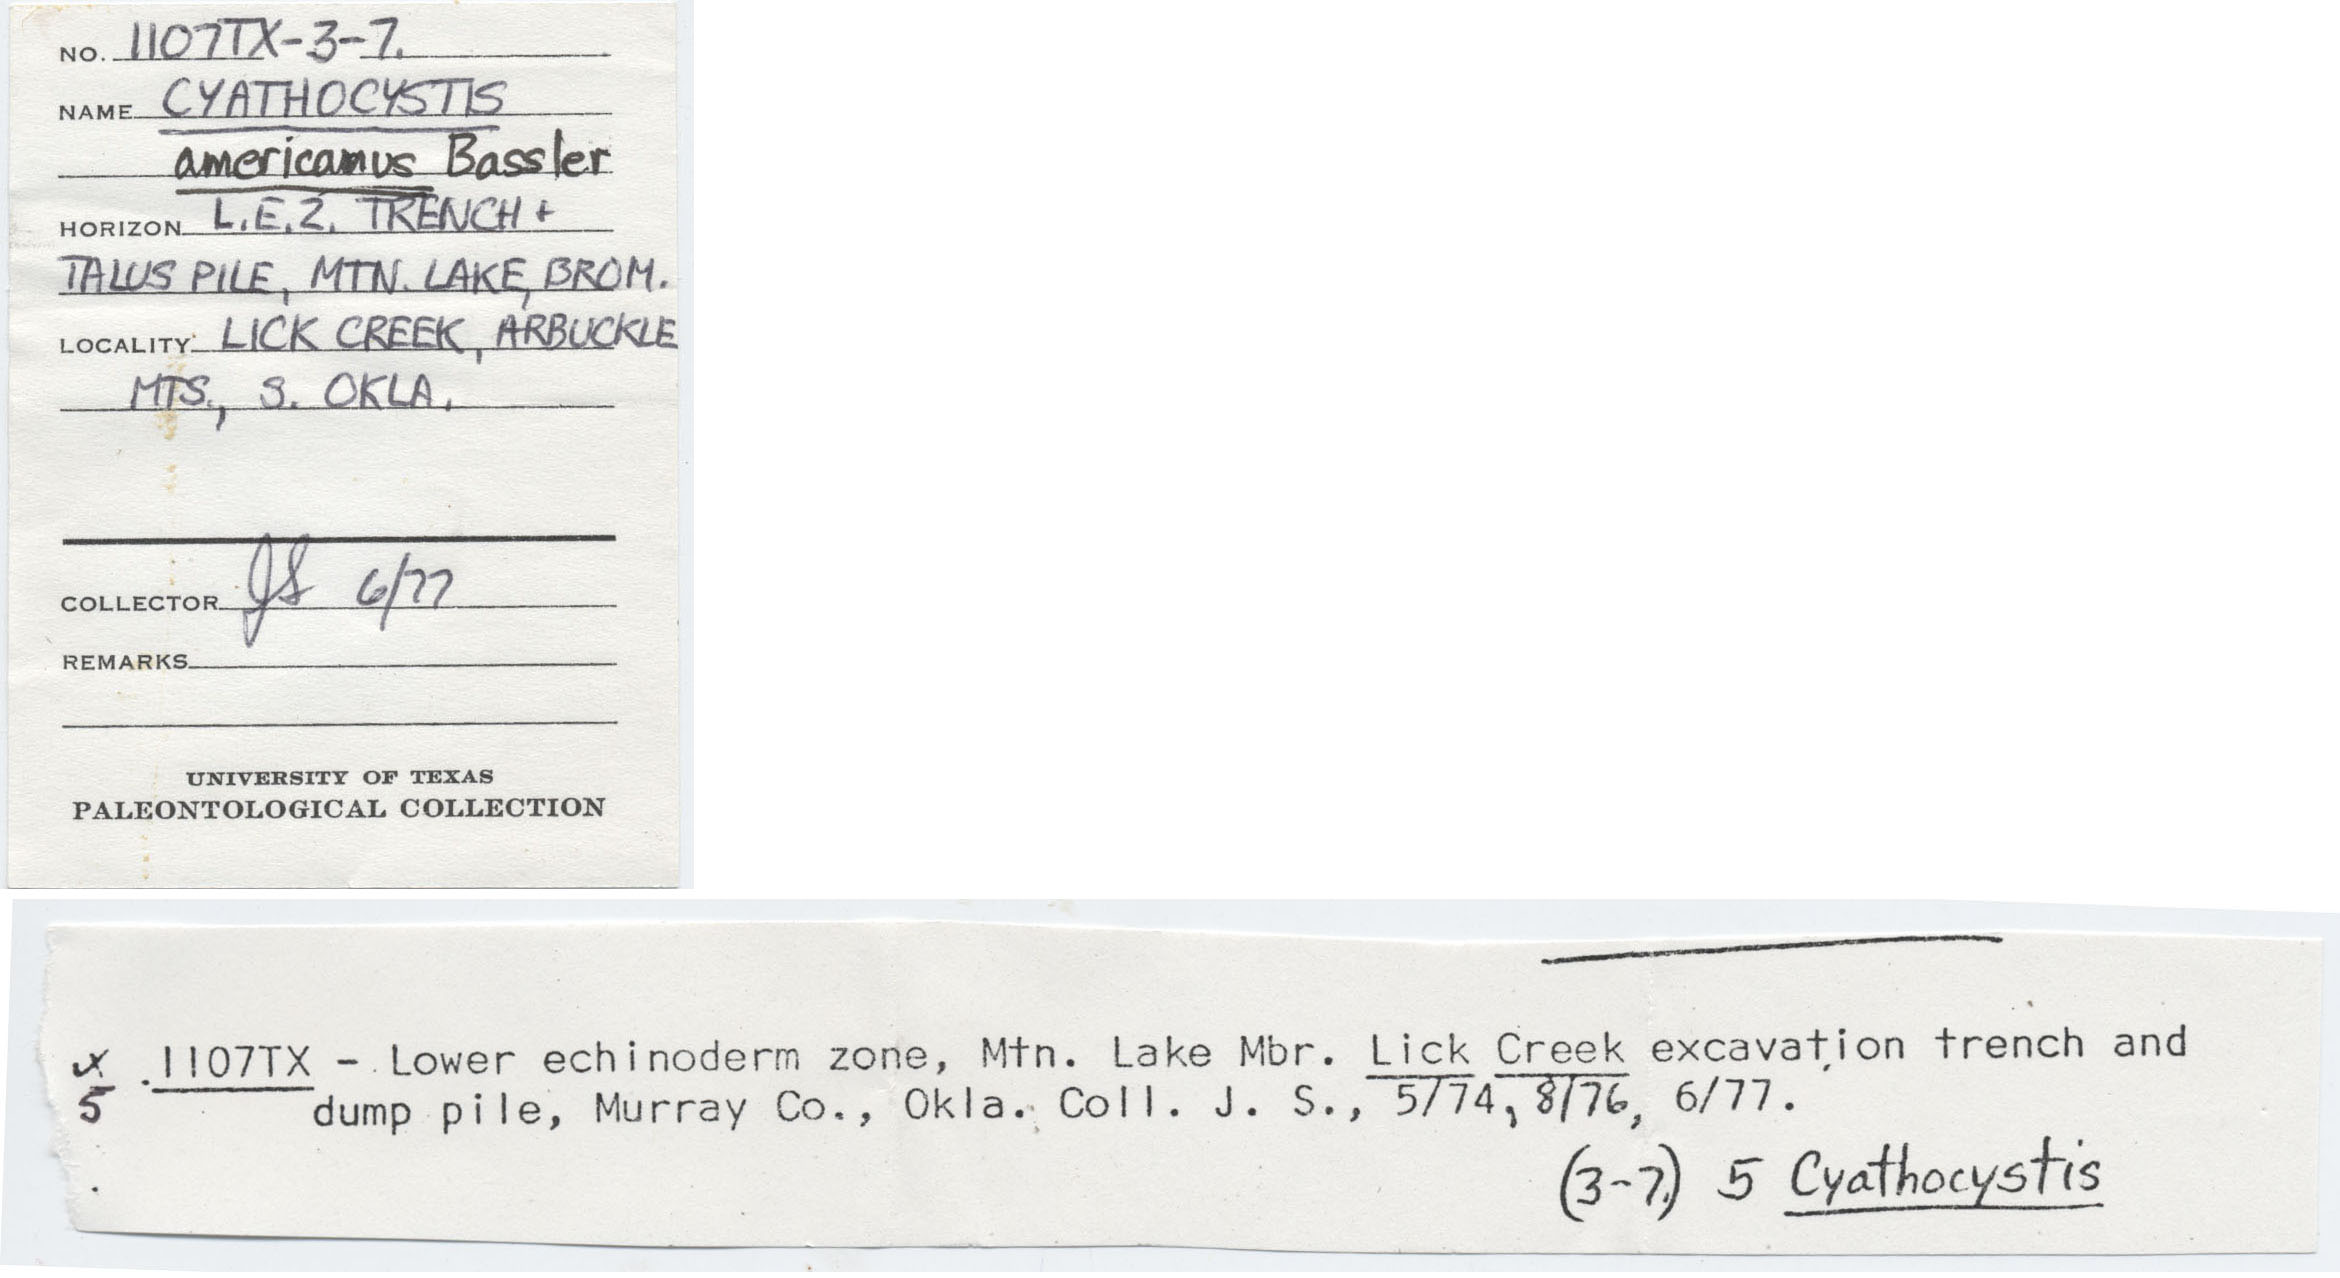 NO. 1107TX-3-7.
NAME CYATHOCYSTIS
americanus Bassler
HORIZON L.E.Z. TRENCH +
TALUS PILE, MTN. LAKE, BROM.
LOCALITY LICK CREEK, ARBUCKLE
MTS., S. OKLA.
COLLECTOR JS 6/77
REMARKS
UNIVERSITY OF TEXAS
PALEONTOLOGICAL COLLECTION
x 1107TX - Lower echinoderm zone, Mtn. Lake Mbr. Lick Creek excavation trench and
5 dump pile, Murray Co., Okla. Coll. J. S., 5/74, 8/76, 6/77.
(3-7) 5 Cyathocystis